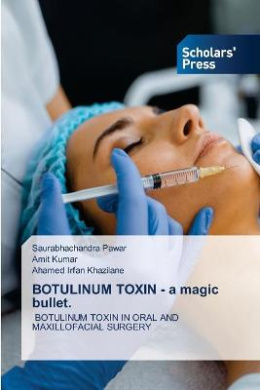 Scholars'
Press
Saurabhachandra Pawar
Amit Kumar
Ahamed Irfan Khazilane
BOTULINUM TOXIN - a magic
bullet.
BOTULINUM TOXIN IN ORAL AND
MAXILLOFACIAL SURGERY